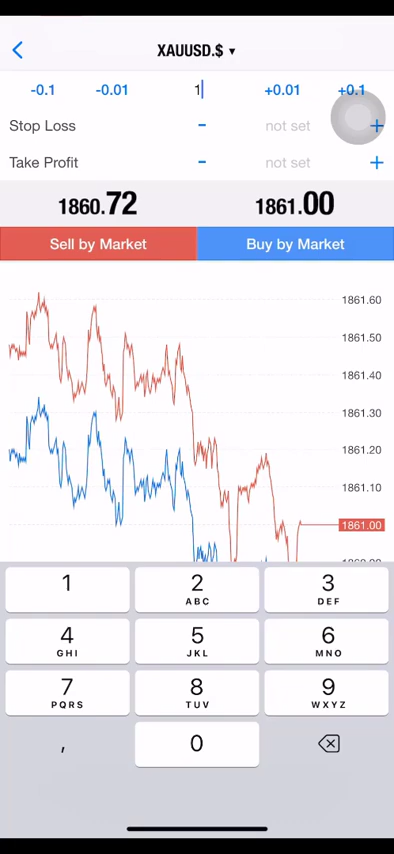 XAUUSD.$ ▾
-0.1 -0.01 1 +0.01 +0.1
Stop Loss - not set +
Take Profit - not set +
1860.72 1861.00
Sell by Market Buy by Market
1861.60
1861.50
1861.40
1861.30
1861.20
1861.10
1861.00
1 2 3
ABC DEF
4 5 6
GHI JKL MNO
7 8 9
PQRS TUV WXYZ
, 0